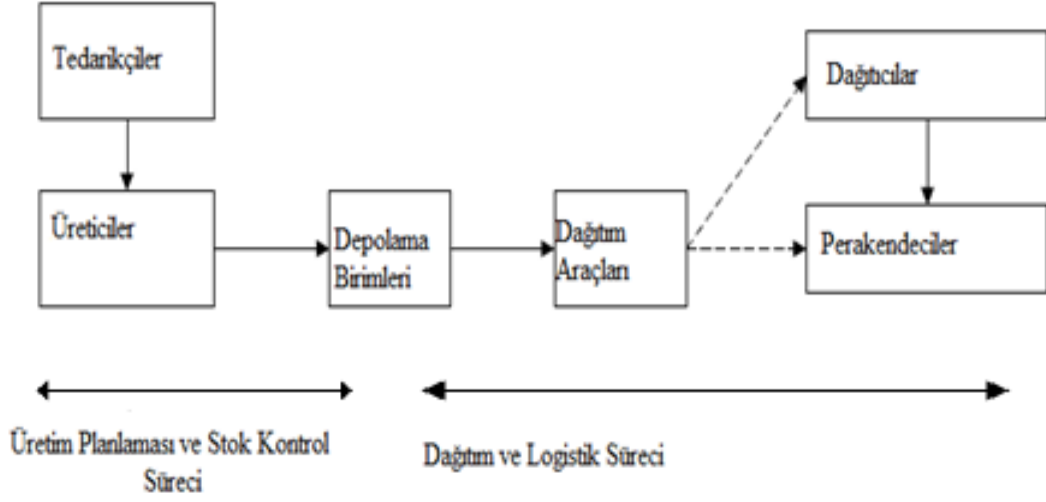 Tedarikçiler
Dağıtıcılar
Üreticiler
Depolama
Birimleri
Dağıtım
Araçları
Perakendeciler
Üretim Planlaması ve Stok Kontrol
Süreci
Dağıtım ve Logistik Süreci